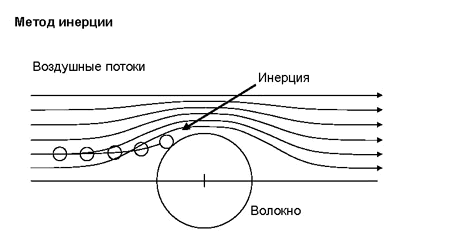 Метод инерции
Воздушные потоки
Инерция
Волокно